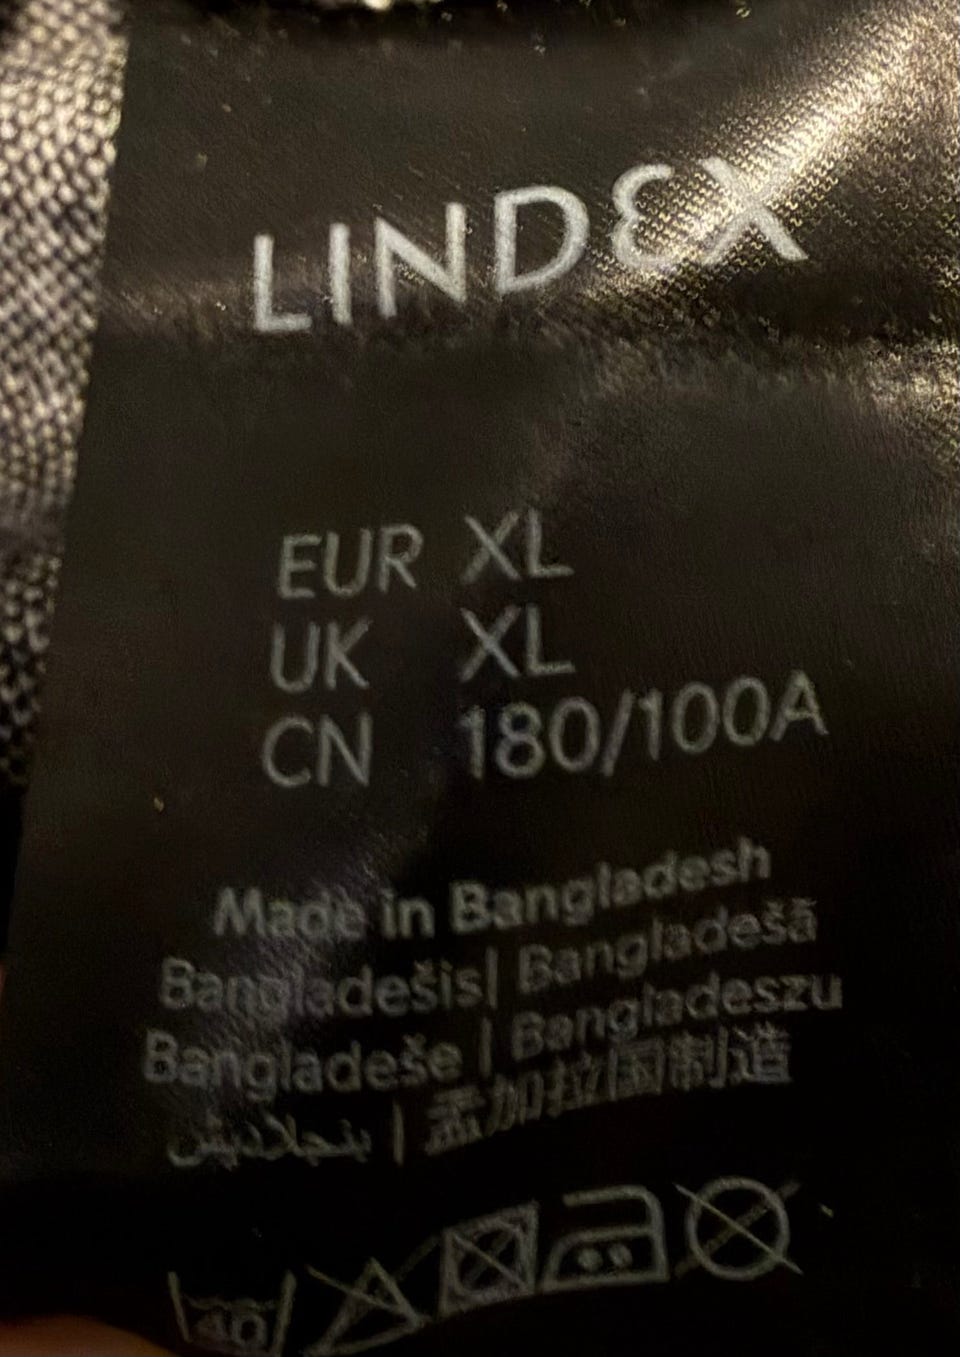 LINDEX
EUR XL
UK XL
CN 180/100A
Made in Bangladesh
Bangladešis| Bangladešā
Bangladeše | Bangladeszu
بنجلاديش | 孟加拉国制造
40